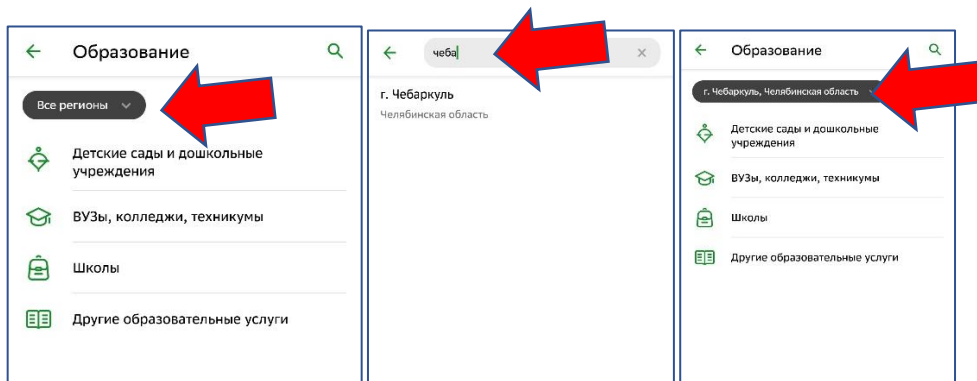 Образование
Все регионы
Детские сады и дошкольные
учреждения
ВУЗы, колледжи, техникумы
Школы
Другие образовательные услуги
чеба
г. Чебаркуль
Челябинская область
Образование
г. Чебаркуль, Челябинская область
Детские сады и дошкольные
учреждения
ВУЗы, колледжи, техникумы
Школы
Другие образовательные услуги